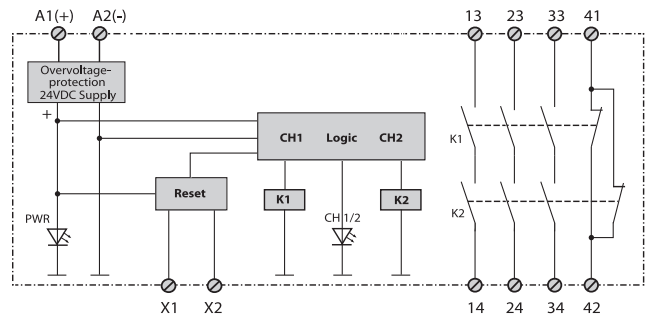 A1(+) A2(-) 13 23 33 41
Overvoltage-
protection
24VDC Supply
+
CH1 Logic CH2
K1
Reset
K1 K2
K2
PWR CH 1/2
X1 X2 14 24 34 42